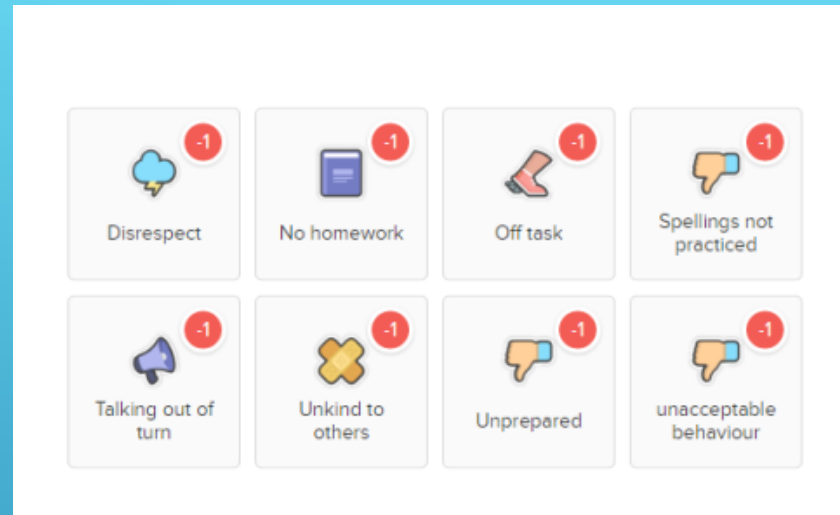 -1
Disrespect
-1
No homework
-1
Off task
-1
Spellings not
practiced
-1
Talking out of
turn
-1
Unkind to
others
-1
Unprepared
-1
unacceptable
behaviour